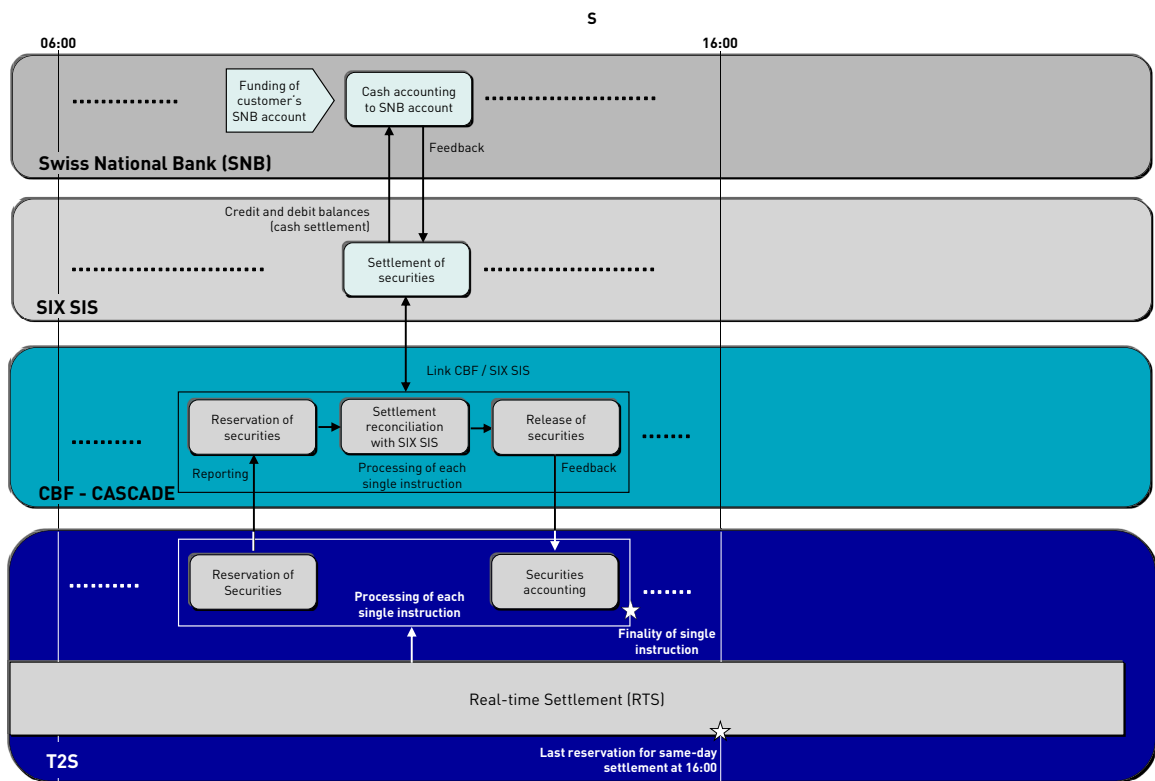 S
06:00
16:00
Funding of
customer´s
SNB account
Cash accounting
to SNB account
Feedback
Swiss National Bank (SNB)
Credit and debit balances
(cash settlement)
Settlement of
securities
SIX SIS
Link CBF / SIX SIS
Reservation of
securities
Settlement
reconciliation
with SIX SIS
Release of
securities
Reporting
Processing of each
single instruction
Feedback
CBF - CASCADE
Reservation of
Securities
Processing of each
single instruction
Securities
accounting
Finality of single
instruction
Real-time Settlement (RTS)
Last reservation for same-day
settlement at 16:00
T2S